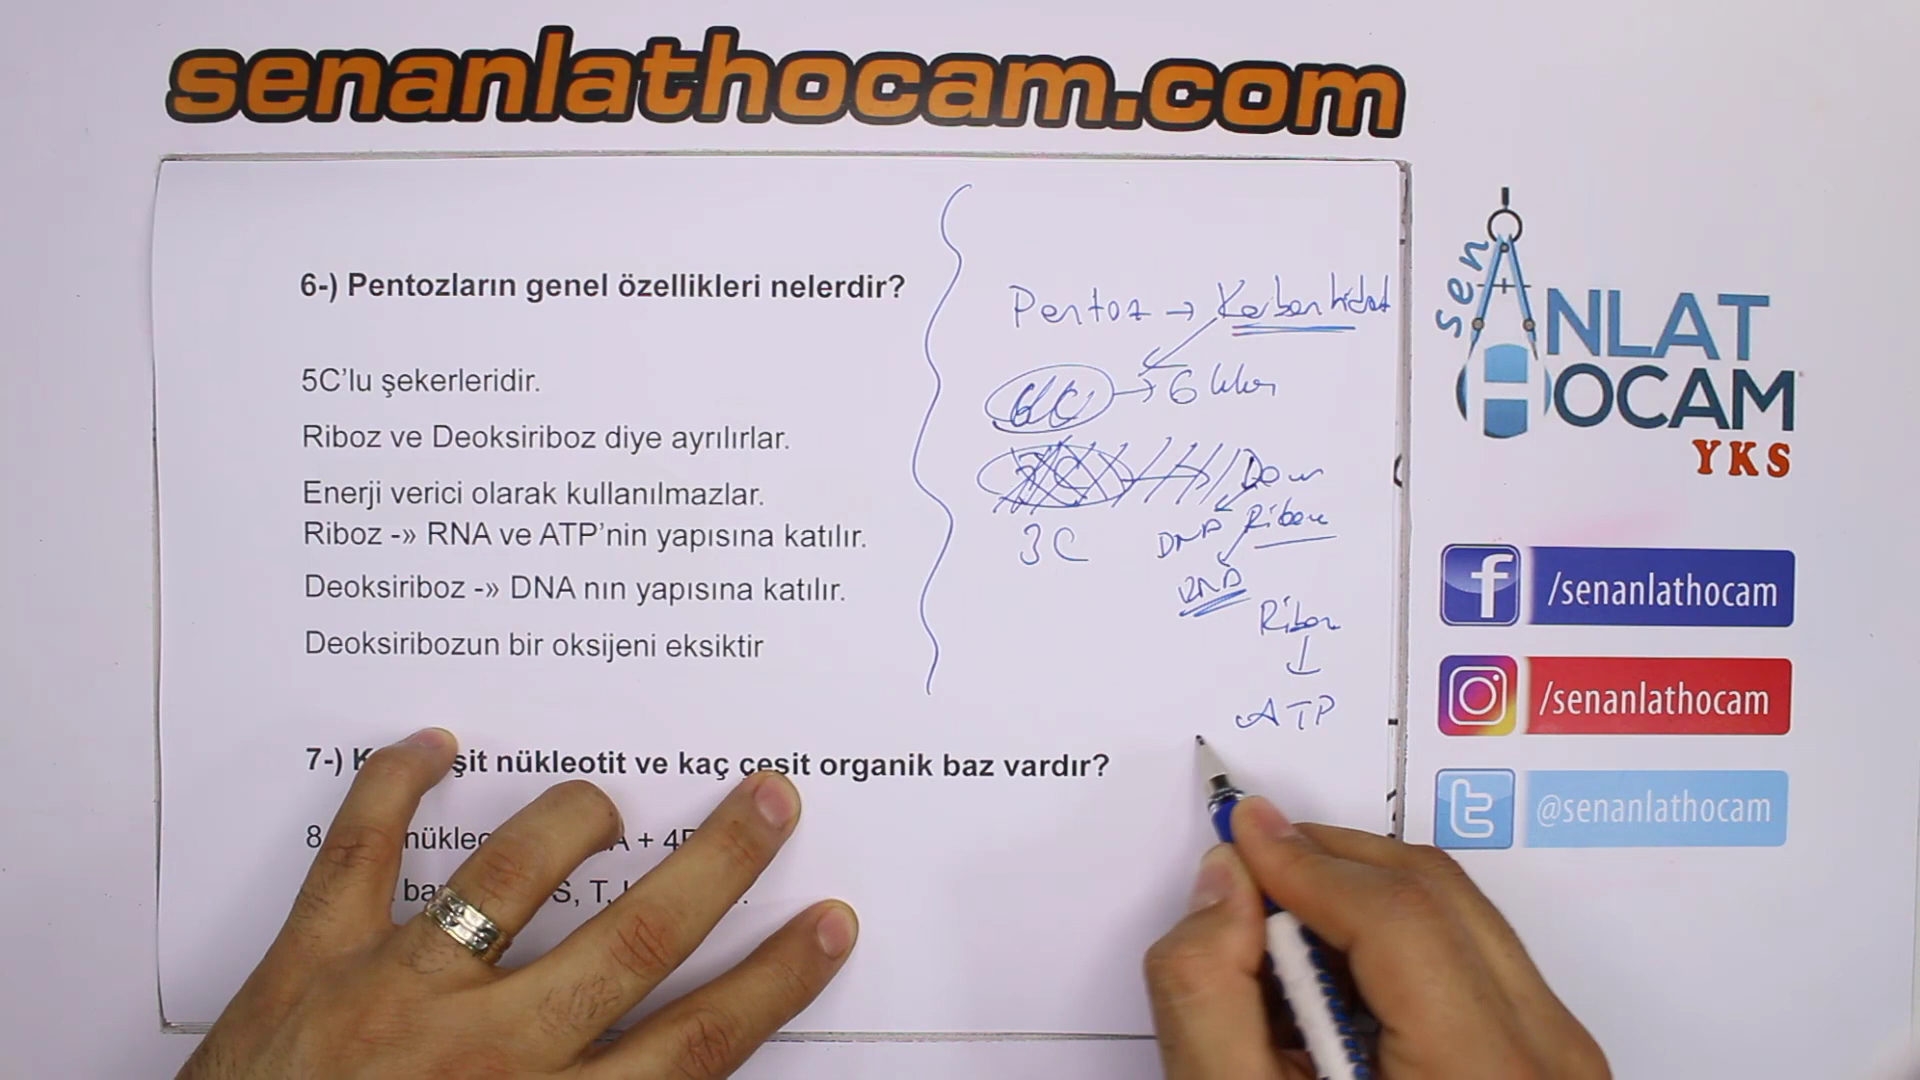 senanlathocam.com
6-) Pentozların genel özellikleri nelerdir?
5C'lu şekerleridir.
Riboz ve Deoksiriboz diye ayrılırlar.
Enerji verici olarak kullanılmazlar.
Riboz -» RNA ve ATP'nin yapısına katılır.
Deoksiriboz -» DNA nın yapısına katılır.
Deoksiribozun bir oksijeni eksiktir
7-) şit nükleotit ve kaç çeşit organik baz vardır?
8 + 4
S, T,
Pentoz → Karbonhidrat
6C → 6
3C
DNA Riboz
RNA
Riboz
↓
ATP
sen ANLAT
HOCAM
YKS
/senanlathocam
/senanlathocam
@senanlathocam